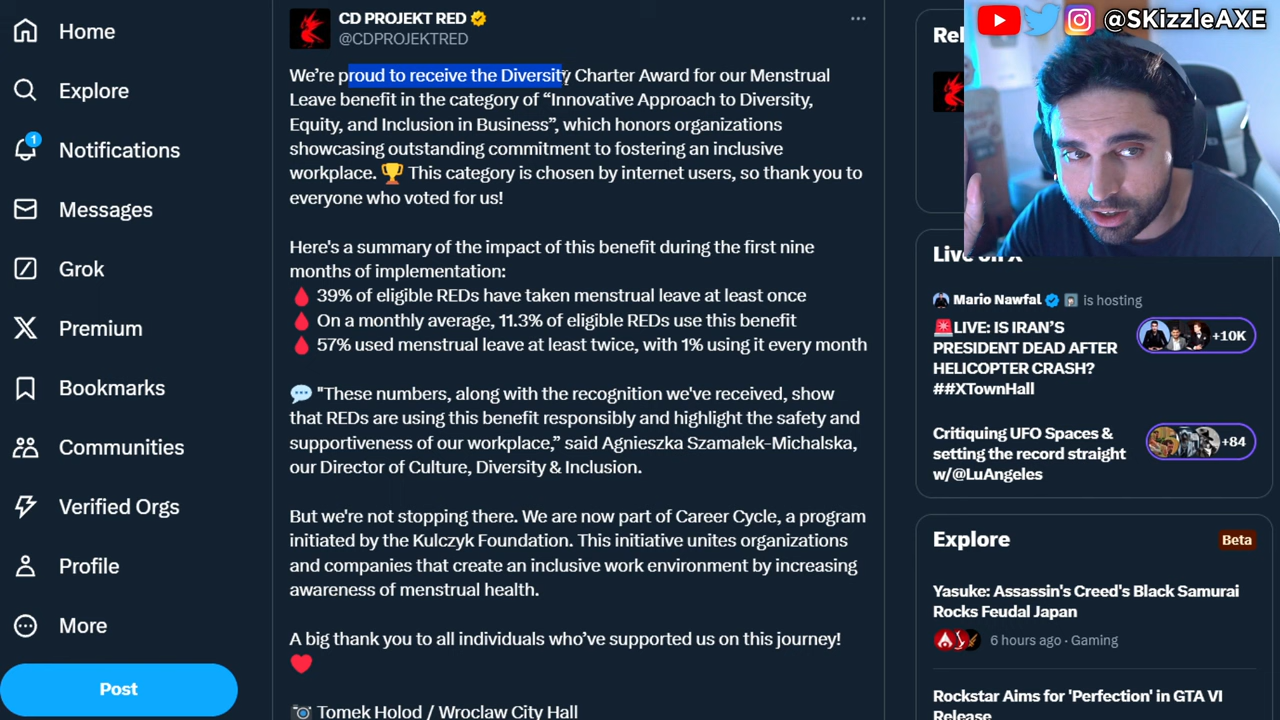 Home
Explore
1
Notifications
Messages
Grok
Premium
Bookmarks
Communities
Verified Orgs
Profile
More
Post
CD PROJEKT RED
@CDPROJEKTRED
We’re proud to receive the Diversity Charter Award for our Menstrual
Leave benefit in the category of “Innovative Approach to Diversity,
Equity, and Inclusion in Business”, which honors organizations
showcasing outstanding commitment to fostering an inclusive
workplace. 🏆 This category is chosen by internet users, so thank you to
everyone who voted for us!
Here's a summary of the impact of this benefit during the first nine
months of implementation:
🩸 39% of eligible REDs have taken menstrual leave at least once
🩸 On a monthly average, 11.3% of eligible REDs use this benefit
🩸 57% used menstrual leave at least twice, with 1% using it every month
💬 "These numbers, along with the recognition we've received, show
that REDs are using this benefit responsibly and highlight the safety and
supportiveness of our workplace,” said Agnieszka Szamałek-Michalska,
our Director of Culture, Diversity & Inclusion.
But we're not stopping there. We are now part of Career Cycle, a program
initiated by the Kulczyk Foundation. This initiative unites organizations
and companies that create an inclusive work environment by increasing
awareness of menstrual health.
A big thank you to all individuals who’ve supported us on this journey!
❤️
📷 Tomek Holod / Wroclaw City Hall
@SKizzleAXE
Live on X
Mario Nawfal is hosting
🚨LIVE: IS IRAN’S
PRESIDENT DEAD AFTER
HELICOPTER CRASH?
##XTownHall
+10K
Critiquing UFO Spaces &
setting the record straight
w/@LuAngeles
+84
Explore
Beta
Yasuke: Assassin's Creed's Black Samurai
Rocks Feudal Japan
6 hours ago · Gaming
Rockstar Aims for 'Perfection' in GTA VI
Release